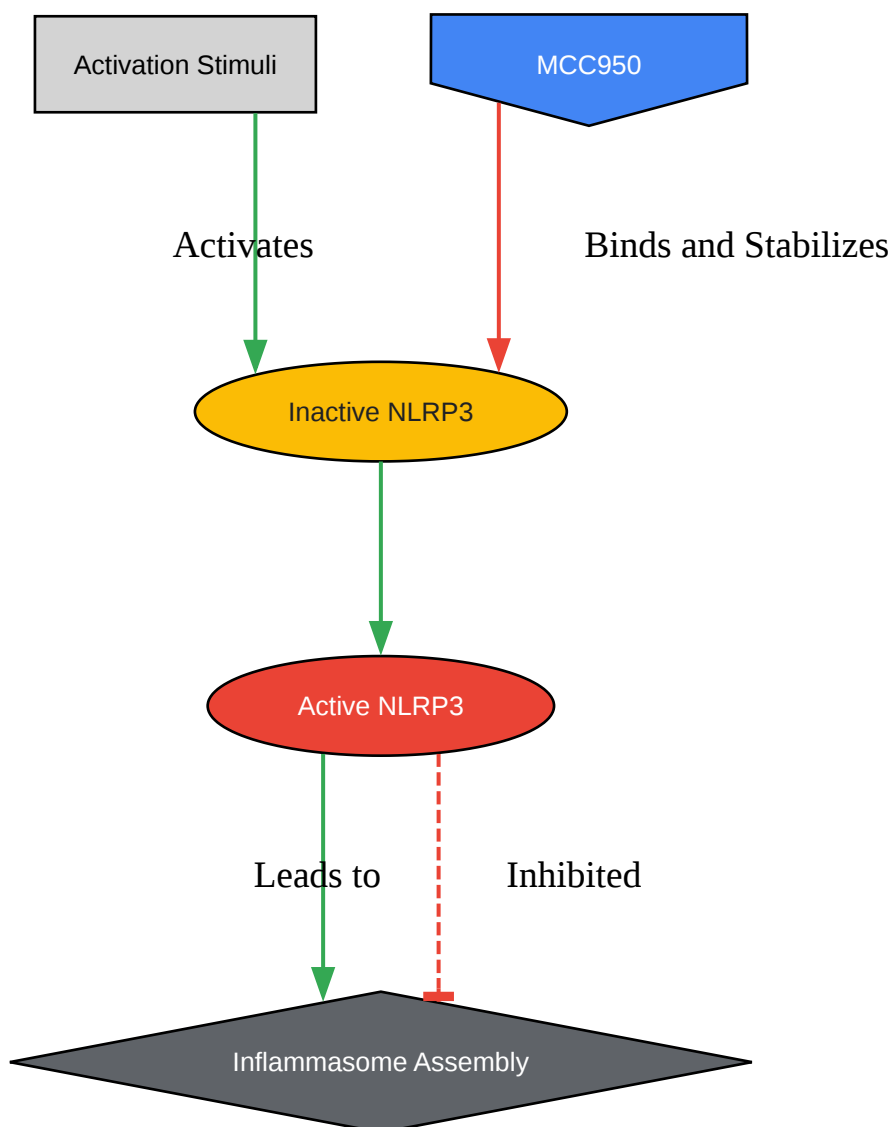 Activation Stimuli
MCC950
Activates
Binds and Stabilizes
Inactive NLRP3
Active NLRP3
Leads to
Inhibited
Inflammasome Assembly